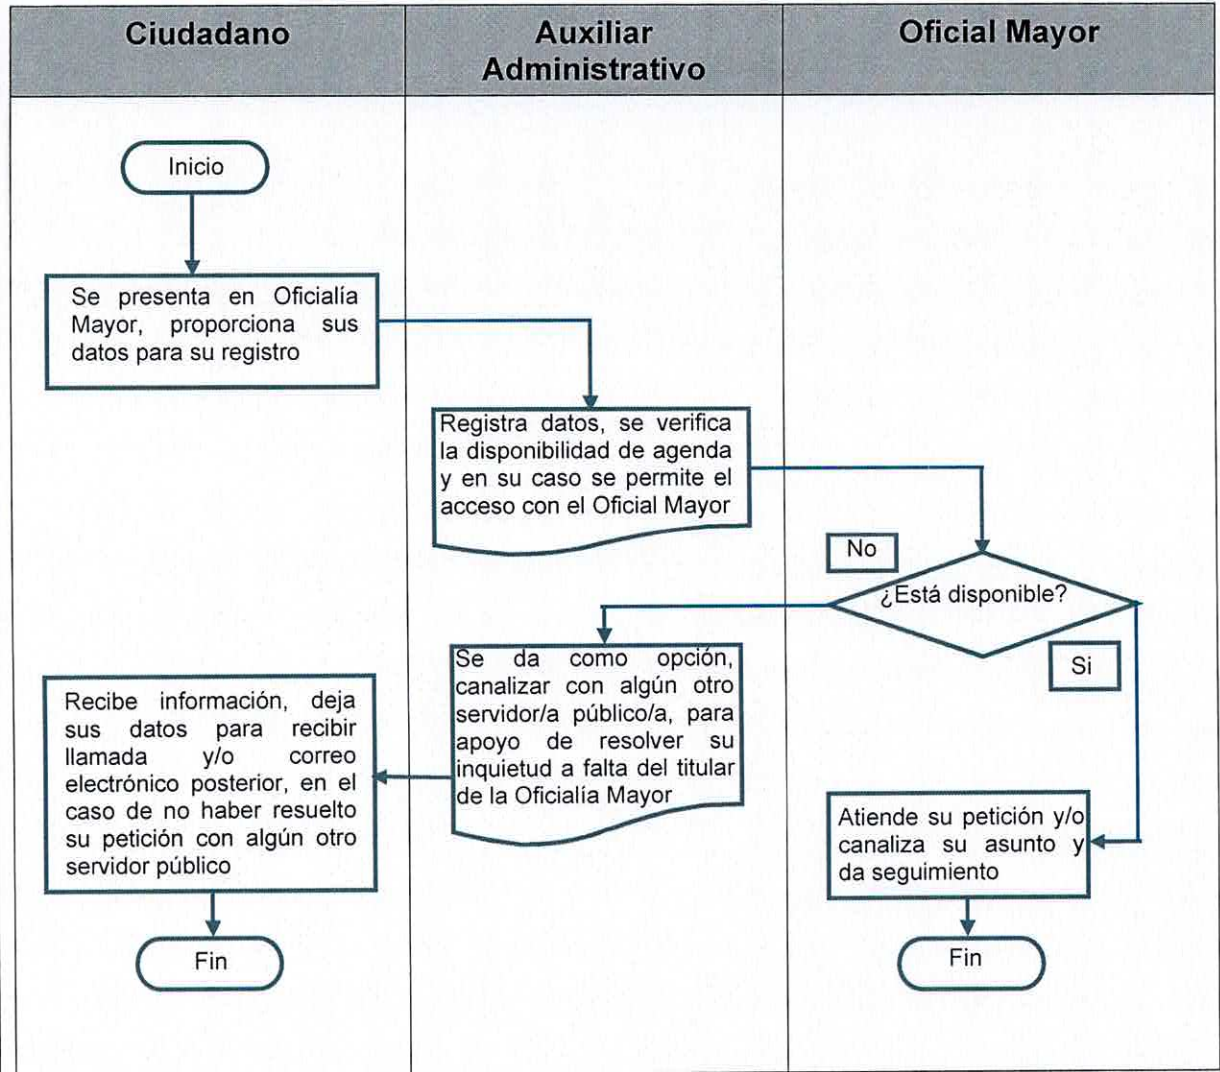 Ciudadano
Auxiliar
Administrativo
Oficial Mayor
Inicio
Se presenta en Oficialía
Mayor, proporciona sus
datos para su registro
Registra datos, se verifica
la disponibilidad de agenda
y en su caso se permite el
acceso con el Oficial Mayor
No
¿Está disponible?
Si
Se da como opción,
canalizar con algún otro
servidor/a público/a, para
apoyo de resolver su
inquietud a falta del titular
de la Oficialía Mayor
Recibe información, deja
sus datos para recibir
llamada y/o correo
electrónico posterior, en el
caso de no haber resuelto
su petición con algún otro
servidor público
Atiende su petición y/o
canaliza su asunto y
da seguimiento
Fin
Fin